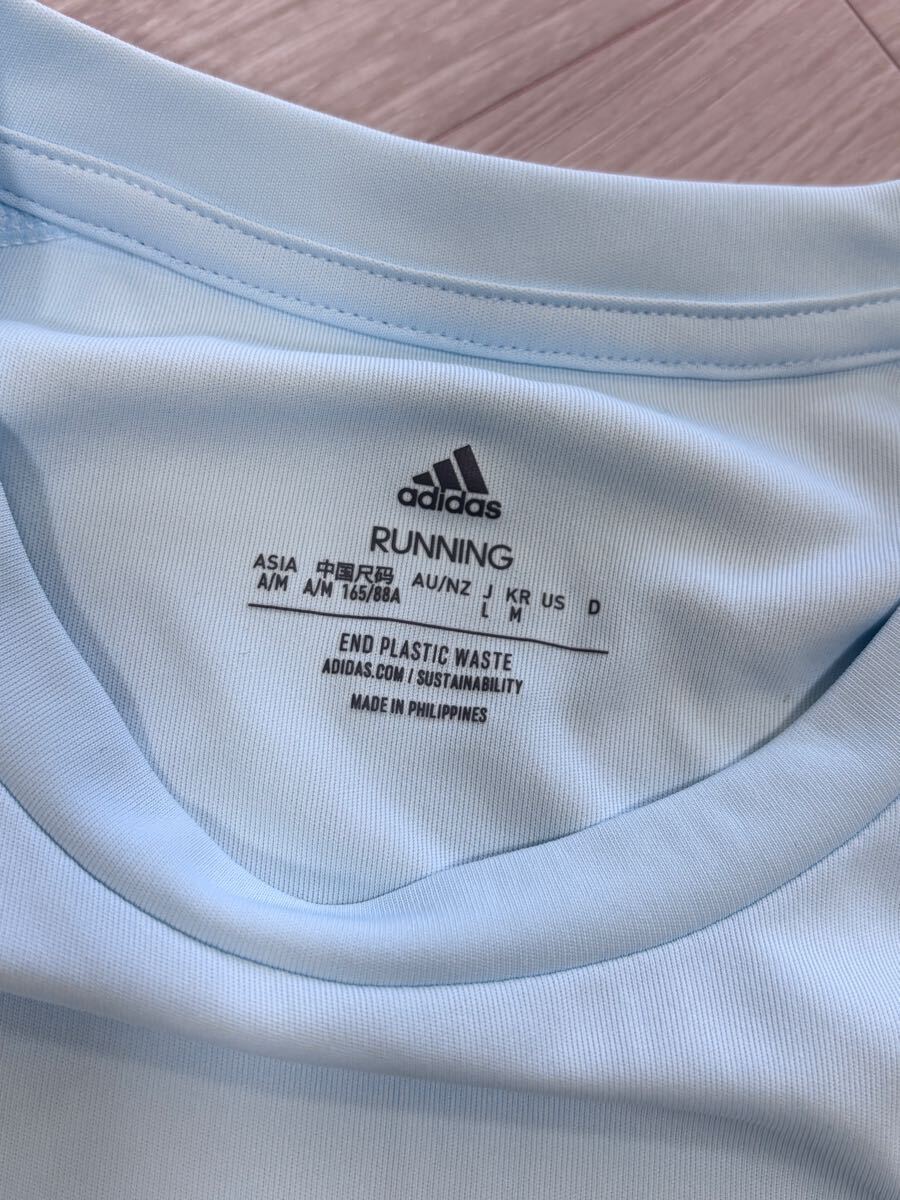 adidas
RUNNING
ASIA 中国尺码 AU/NZ J KR US D
A/M A/M 165/88A L M
END PLASTIC WASTE
ADIDAS.COM / SUSTAINABILITY
MADE IN PHILIPPINES